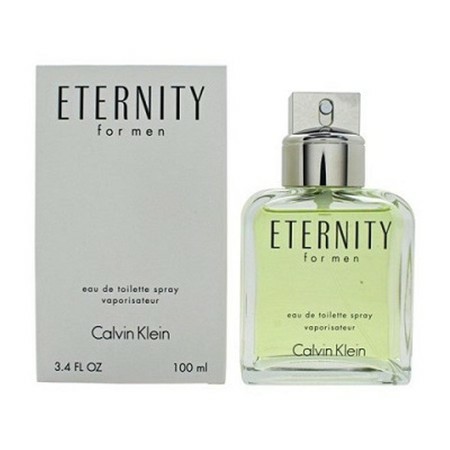 ETERNITY
for men
eau de toilette spray
vaporisateur
Calvin Klein
3.4 FL OZ 100 ml
ETERNITY
for men
eau de toilette spray
vaporisateur
Calvin Klein